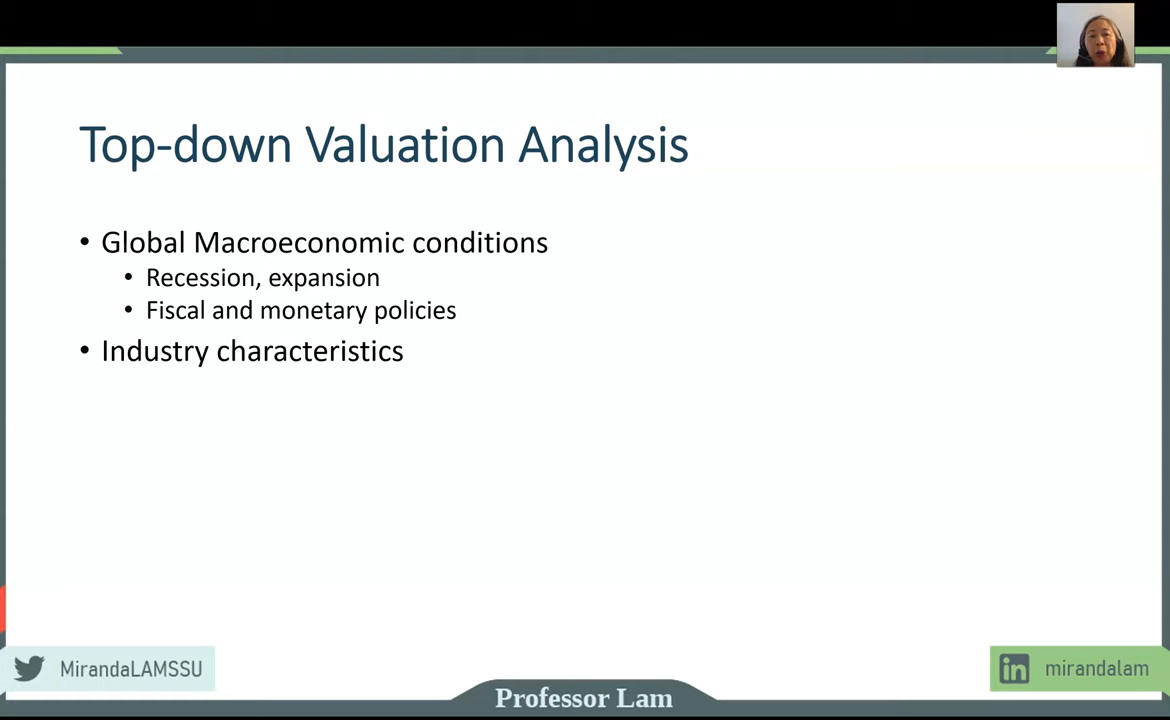 Top-down Valuation Analysis
• Global Macroeconomic conditions
• Recession, expansion
• Fiscal and monetary policies
• Industry characteristics
MirandaLAMSSU
in mirandalam
Professor Lam